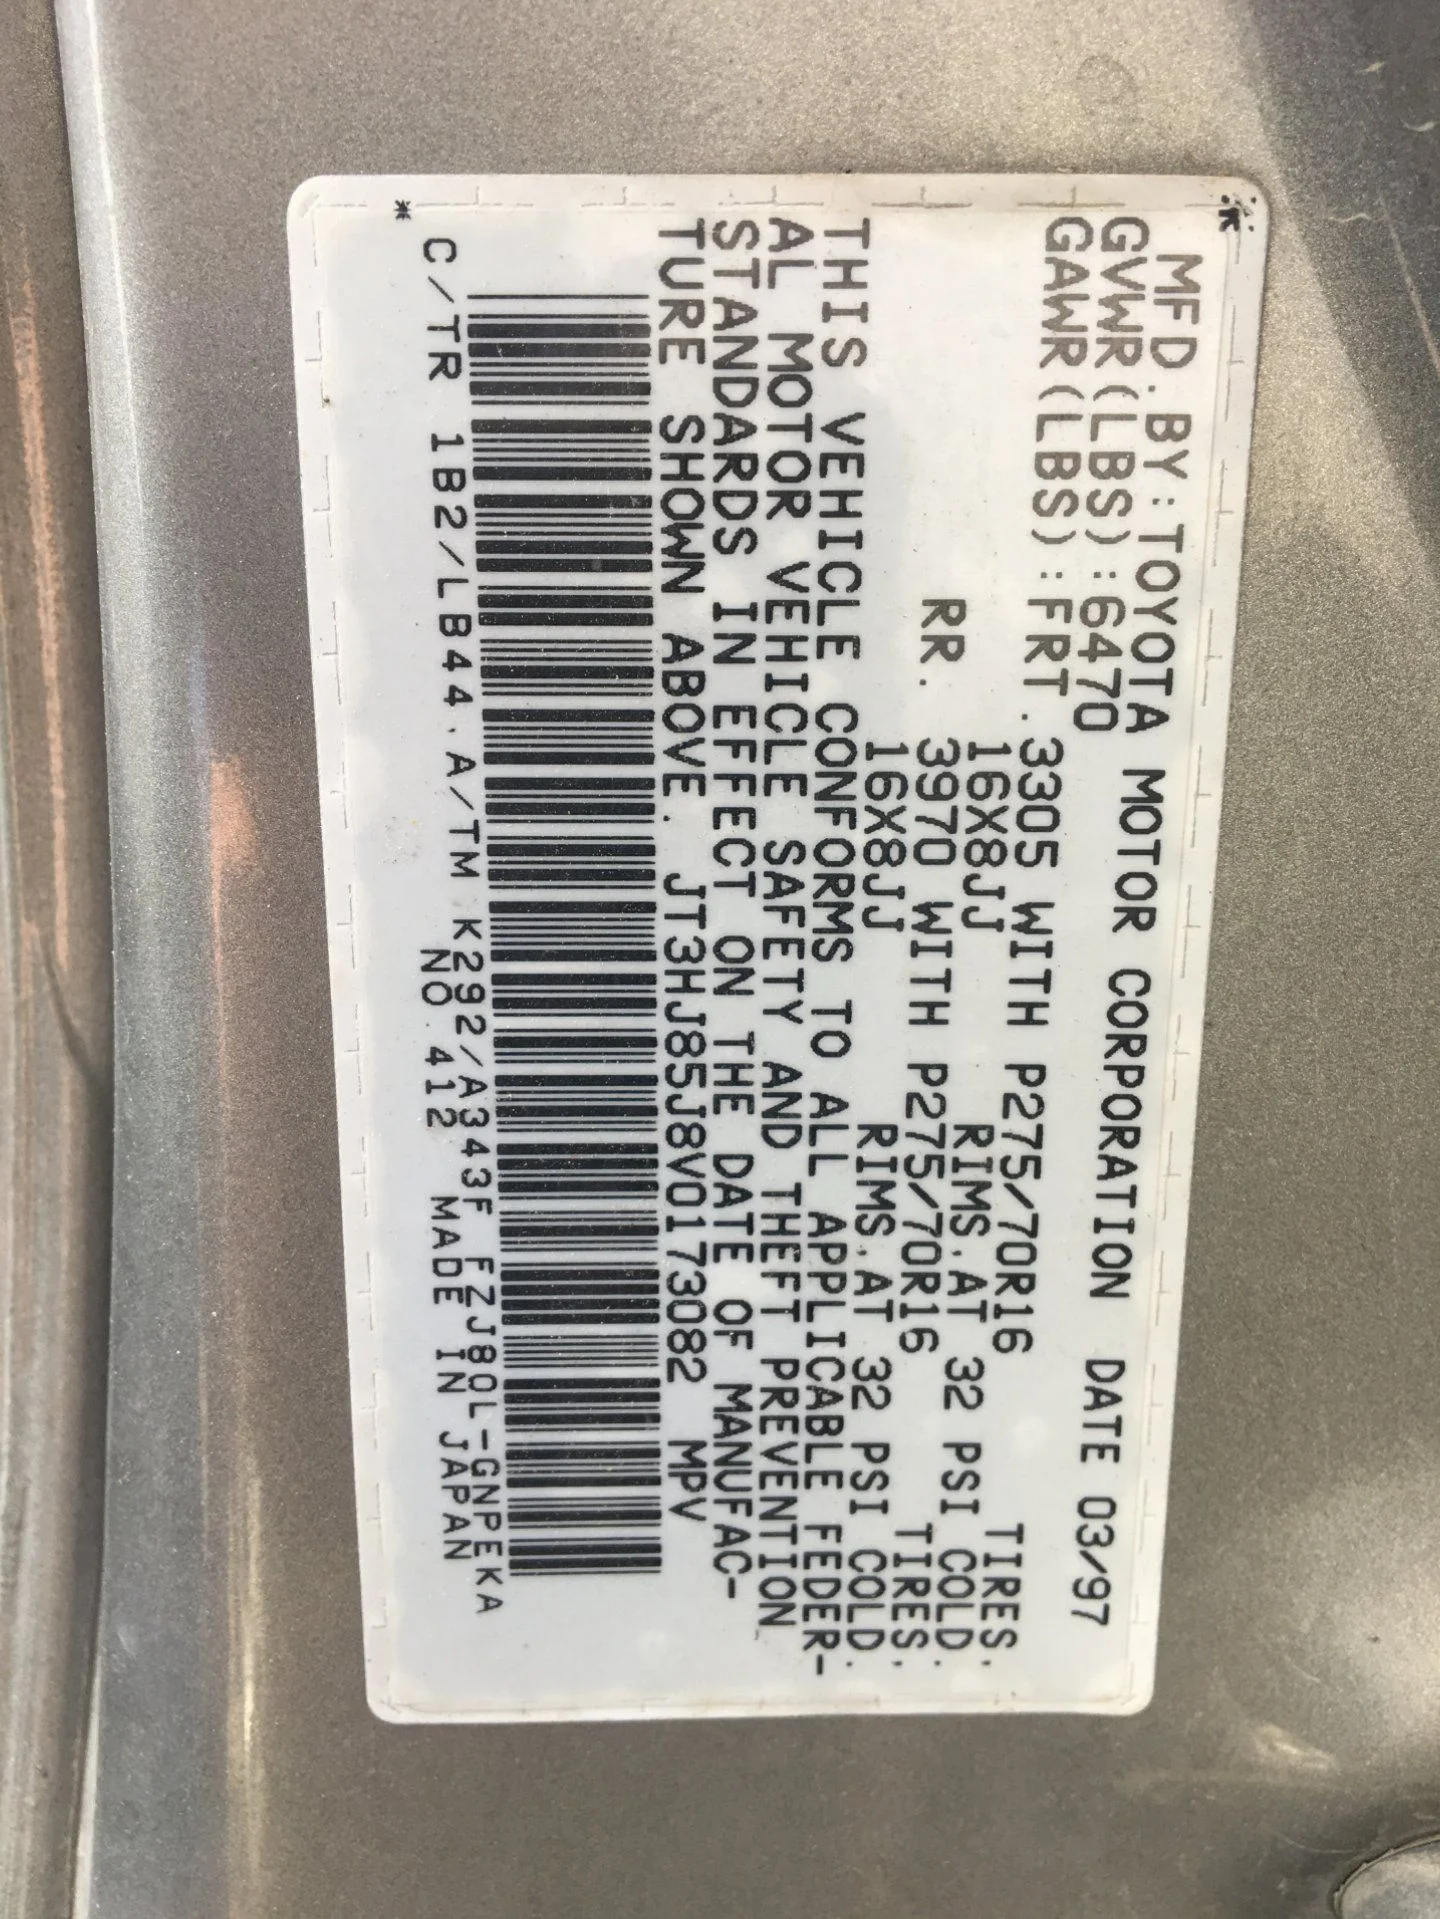 MFD.BY:TOYOTA MOTOR CORPORATION DATE 03/97
GVWR(LBS):6470
GAWR(LBS):FRT. 3305 WITH P275/70R16 TIRES,
16X8JJ RIMS.AT 32 PSI COLD.
RR. 3970 WITH P275/70R16 TIRES,
16X8JJ RIMS.AT 32 PSI COLD.
THIS VEHICLE CONFORMS TO ALL APPLICABLE FEDER-
AL MOTOR VEHICLE SAFETY AND THEFT PREVENTION
STANDARDS IN EFFECT ON THE DATE OF MANUFAC-
TURE SHOWN ABOVE. JT3HJ85J8V0173082 MPV
C/TR 1B2/LB44.A/TM K292/A343F FZJ80L-GNPEKA
NO.412 MADE IN JAPAN